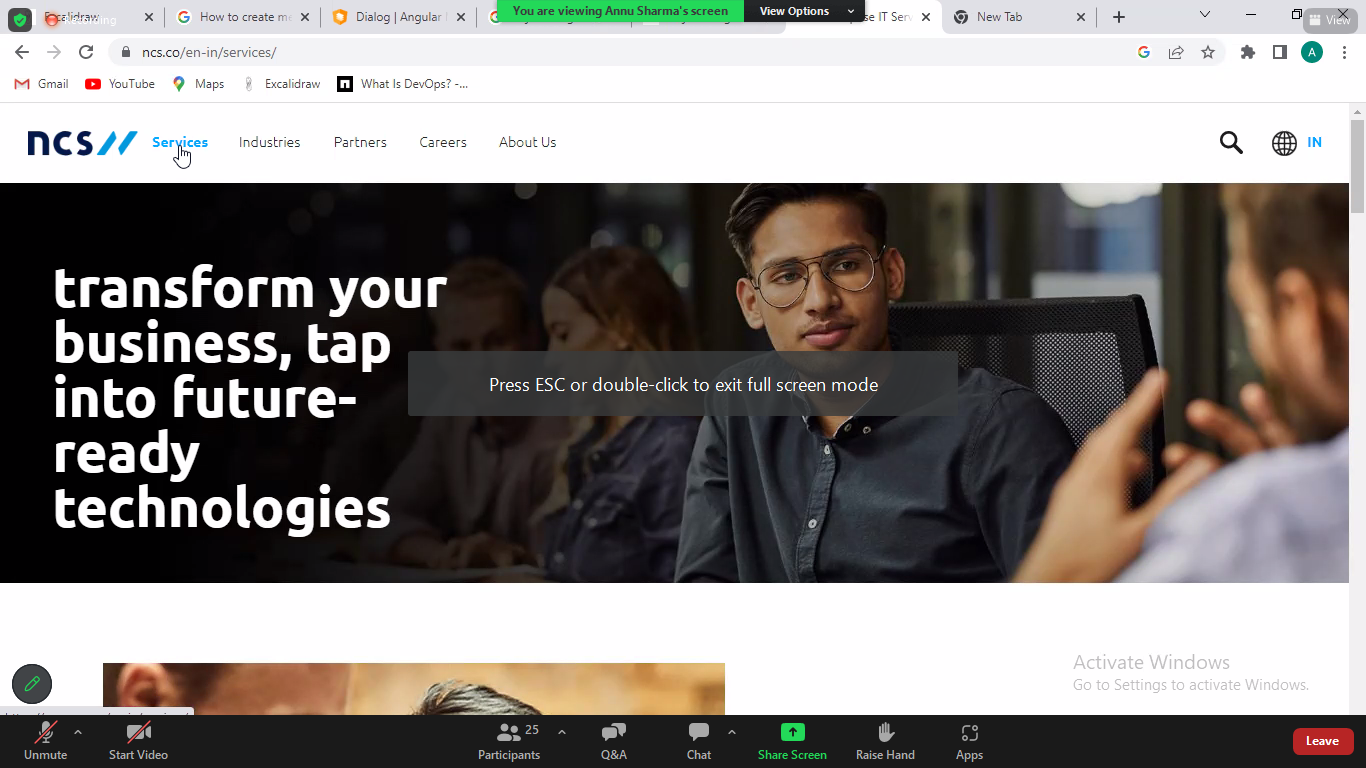 Recording
Excalidraw
How to create me
Dialog | Angular
You are viewing Annu Sharma's screen
View Options
se IT Serv
New Tab
View
ncs.co/en-in/services/
A
Gmail
YouTube
Maps
Excalidraw
What Is DevOps? -...
ncs
Services
Industries
Partners
Careers
About Us
IN
transform your
business, tap
into future-
ready
technologies
Press ESC or double-click to exit full screen mode
Activate Windows
Go to Settings to activate Windows.
Unmute
Start Video
25
Participants
Q&A
Chat
Share Screen
Raise Hand
Apps
Leave